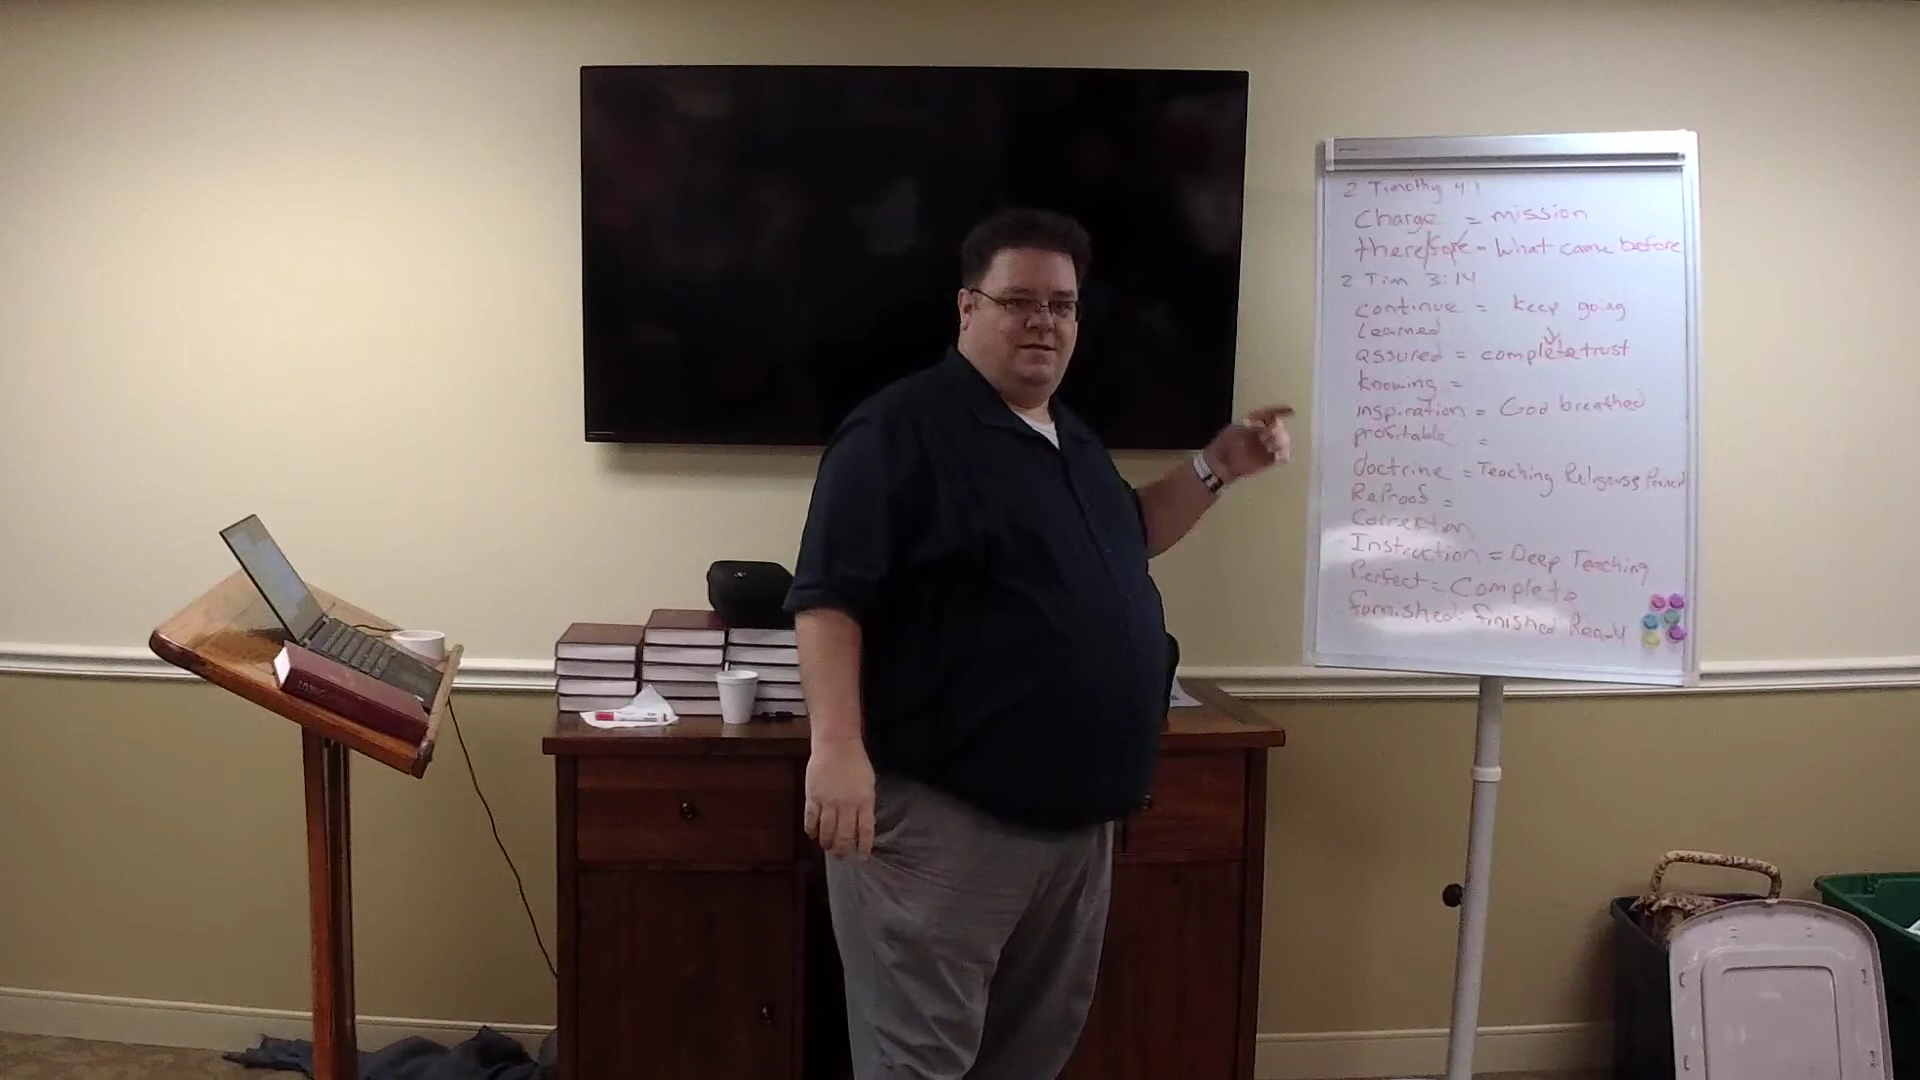 2 Timothy 4:1
Charge = mission
therefore = what came before
2 Tim 3:14
continue = keep going
Learned
assured = complete trust
knowing =
inspiration = God breathed
profitable =
doctrine = Teaching Religious
ReProof =
Correction
Instruction = Deep Teaching
Perfect = Complete
furnished: finished Ready